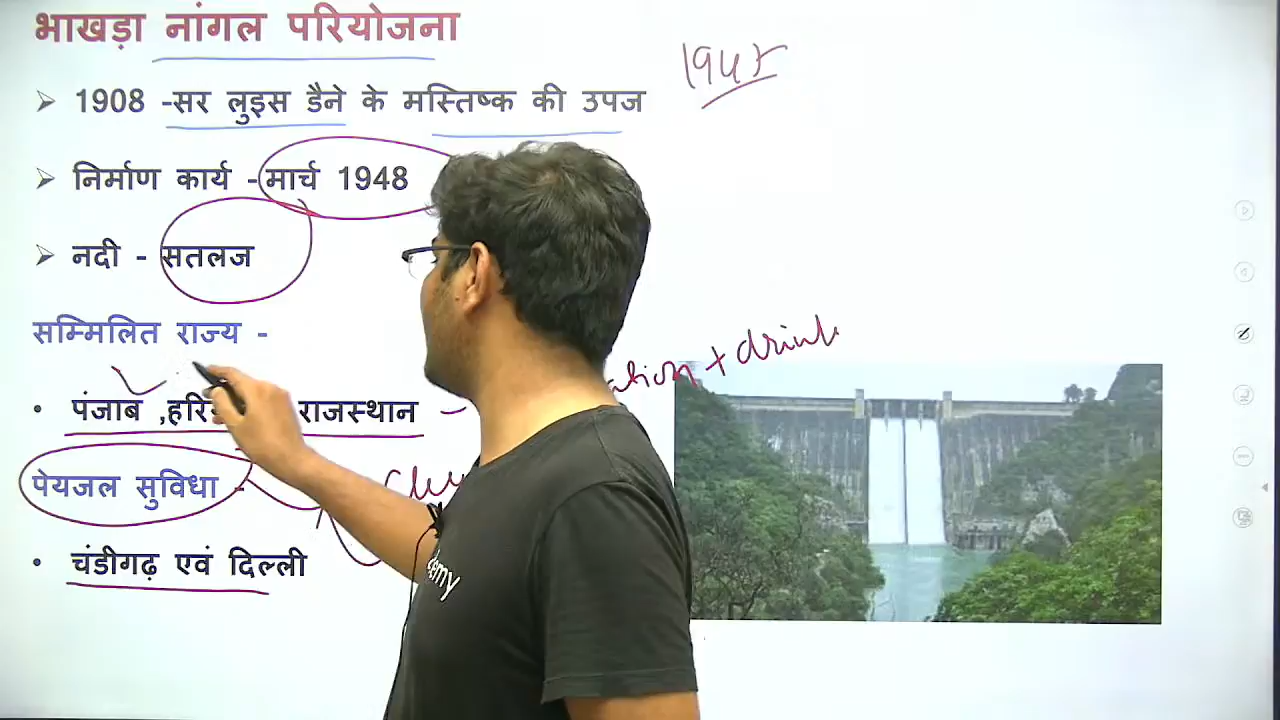 भाखड़ा नांगल परियोजना
1948
➢ 1908 -सर लुइस डैने के मस्तिष्क की उपज
➢ निर्माण कार्य - मार्च 1948
➢ नदी - सतलज
सम्मिलित राज्य -
+ drink
• पंजाब ,हरि राजस्थान -
पेयजल सुविधा -
• चंडीगढ़ एवं दिल्ली